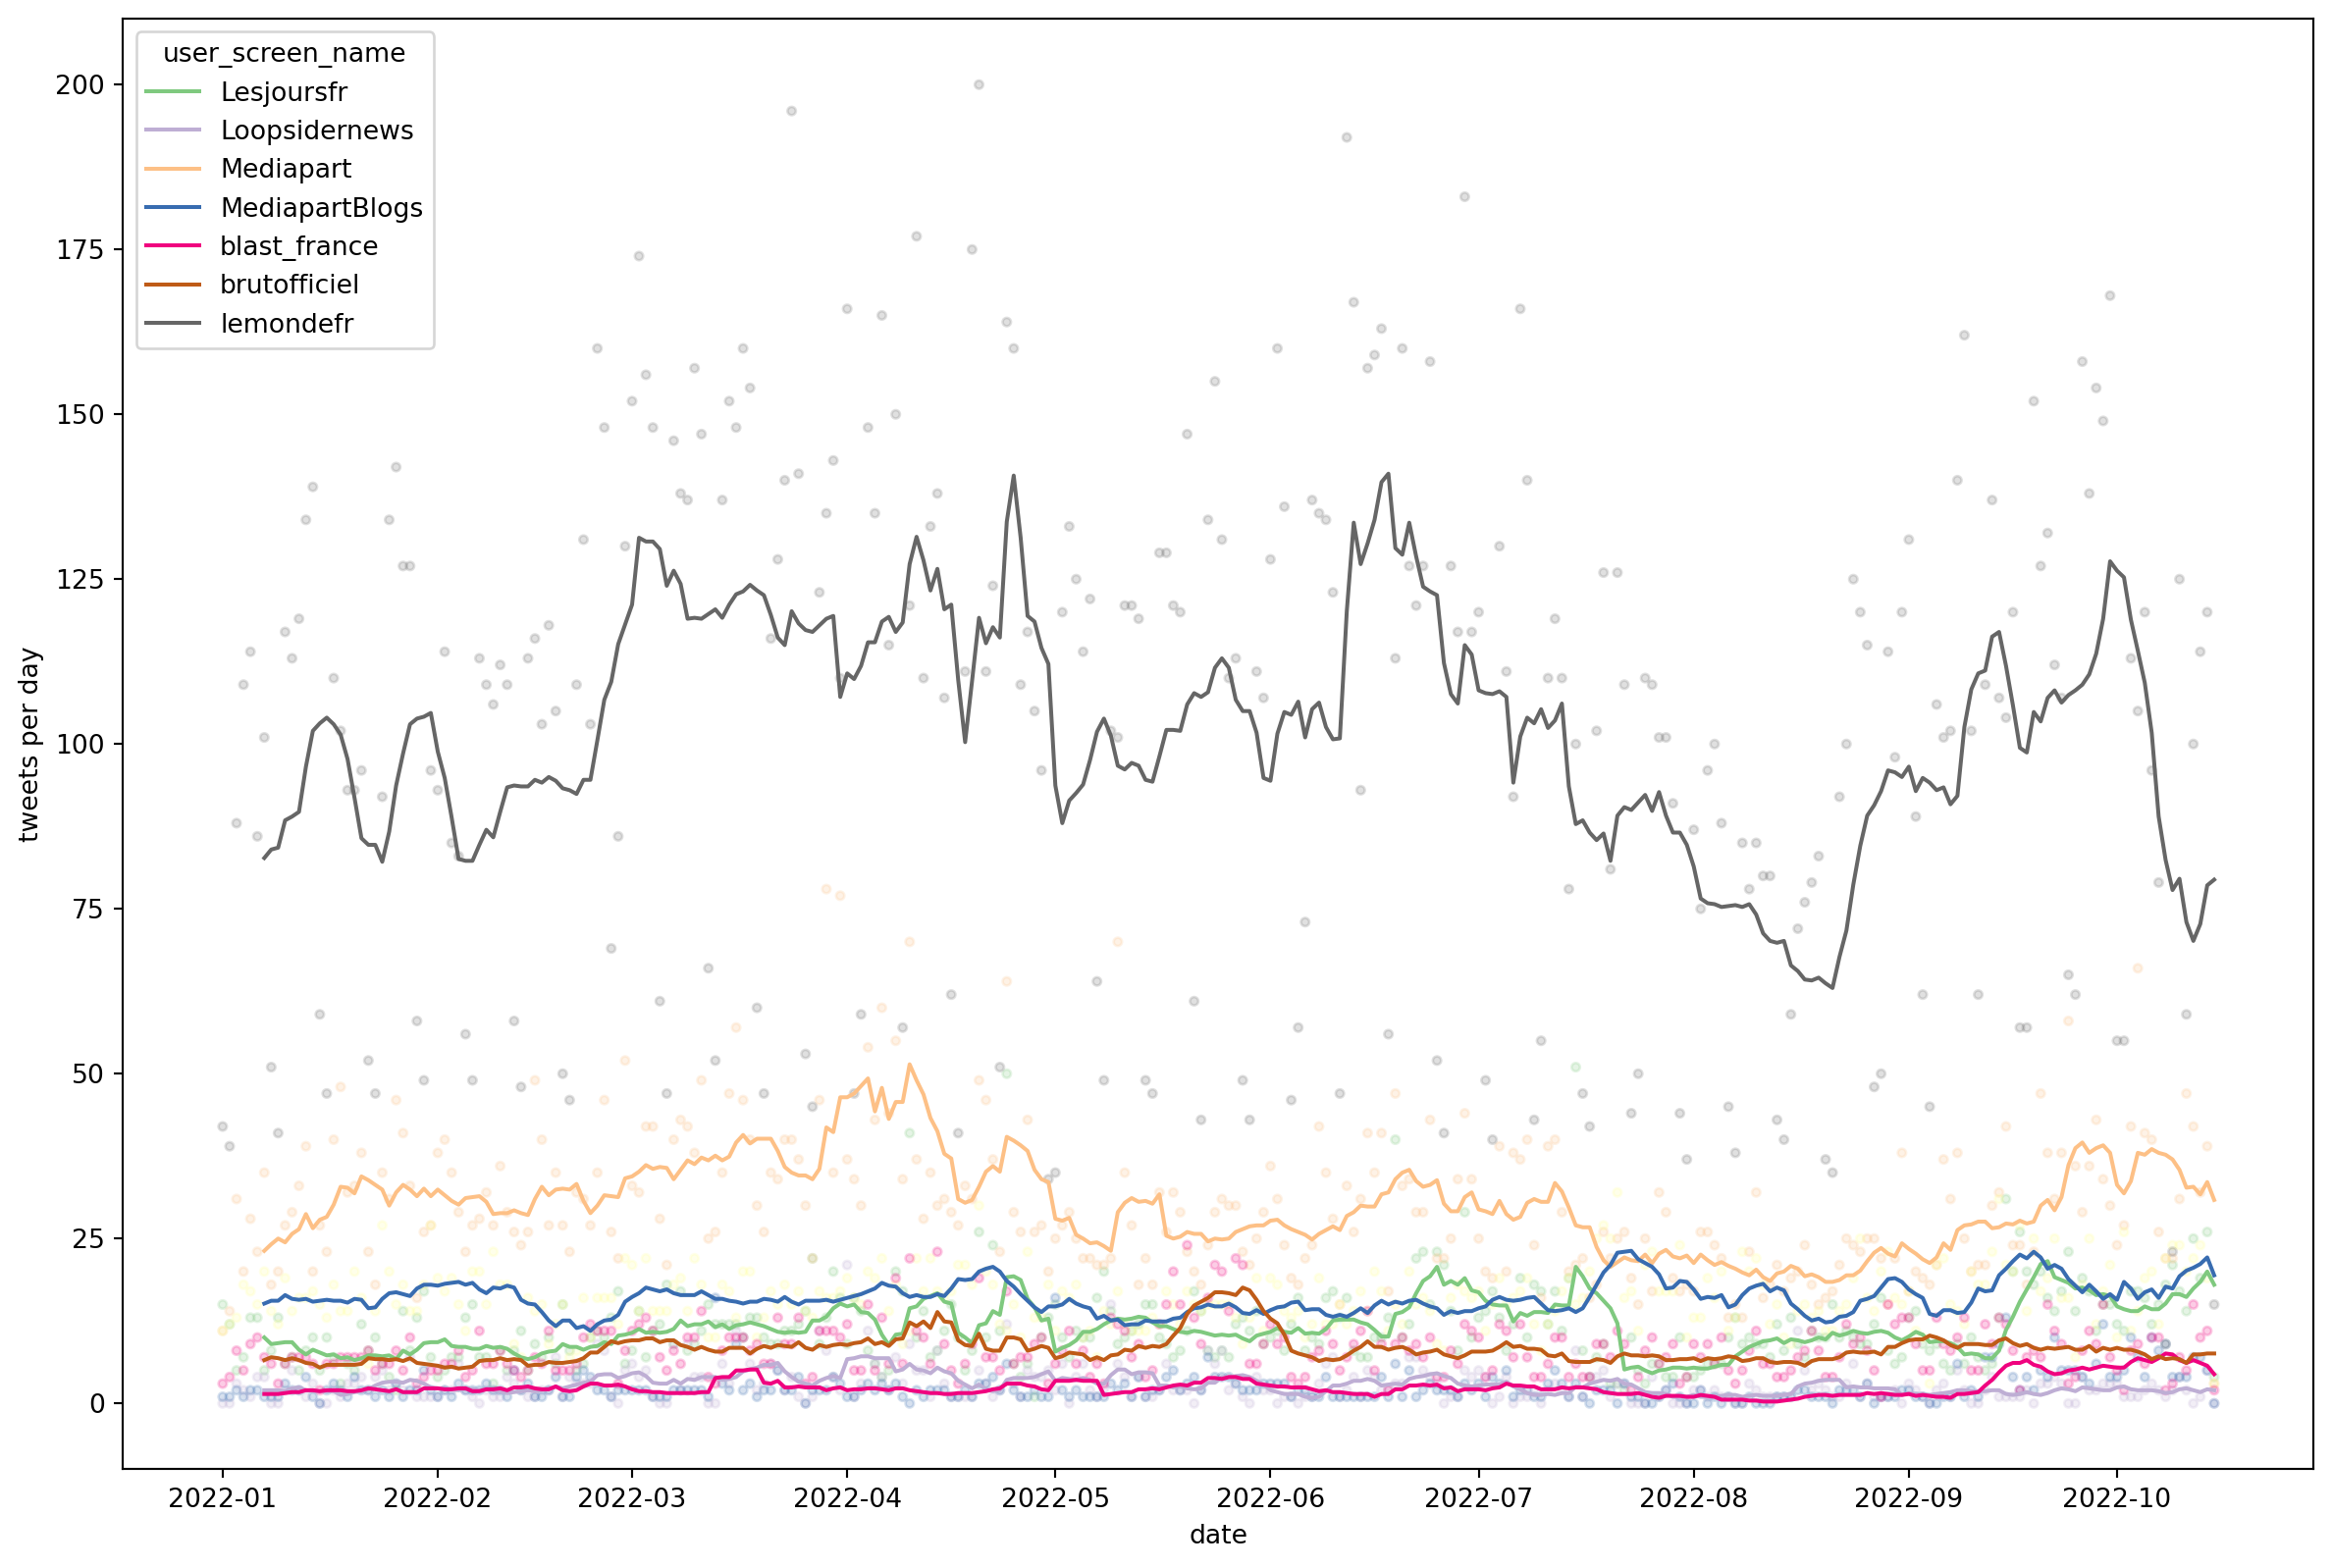 user_screen_name
Lesjoursfr
Loopsidernews
Mediapart
MediapartBlogs
blast_france
brutofficiel
lemondefr
200
175
150
125
100
75
50
25
0
tweets per day
2022-01 2022-02 2022-03 2022-04 2022-05 2022-06 2022-07 2022-08 2022-09 2022-10
date